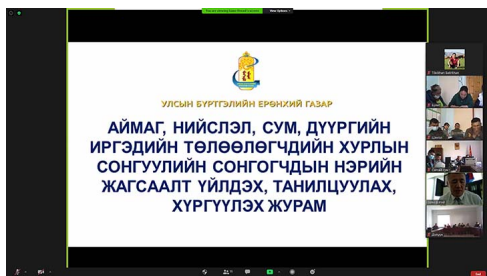 УЛСЫН БҮРТГЭЛИЙН ЕРӨНХИЙ ГАЗАР
АЙМАГ, НИЙСЛЭЛ, СУМ, ДҮҮРГИЙН
ИРГЭДИЙН ТӨЛӨӨЛӨГЧДИЙН ХУРЛЫН
СОНГУУЛИЙН СОНГОГЧДЫН НЭРИЙН
ЖАГСААЛТ ҮЙЛДЭХ, ТАНИЛЦУУЛАХ,
ХҮРГҮҮЛЭХ ЖУРАМ